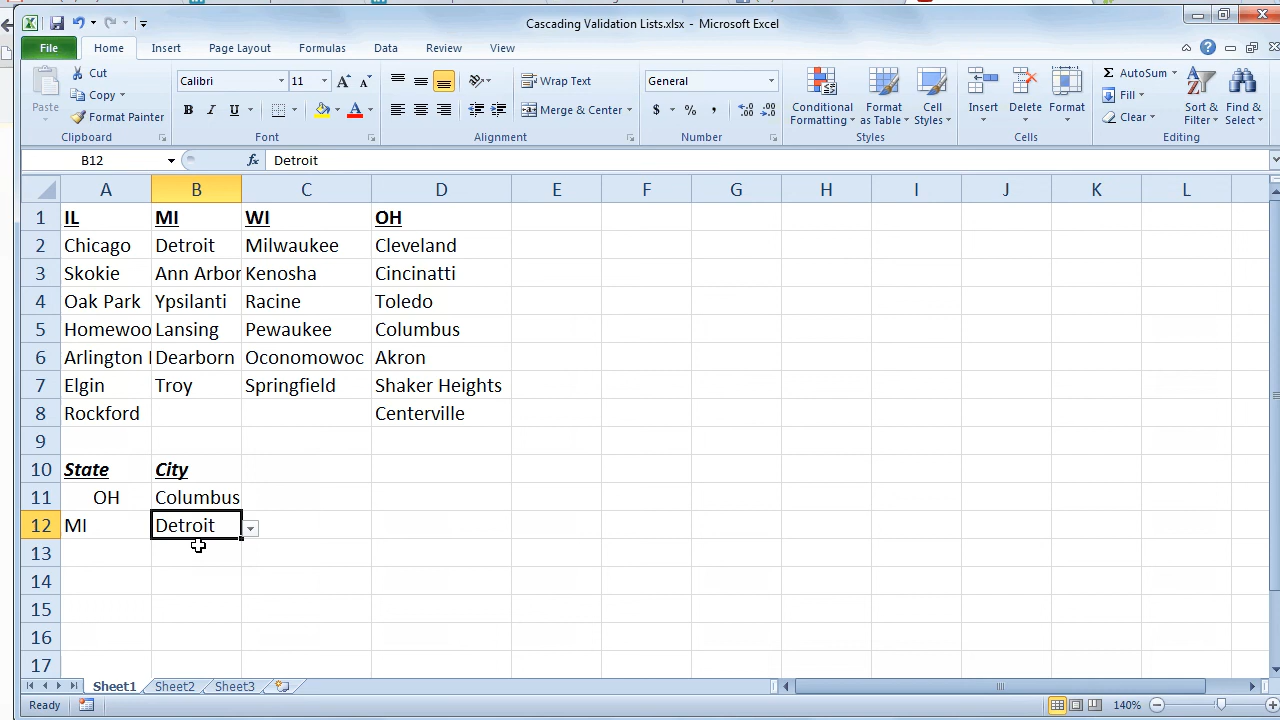 Cascading Validation Lists.xlsx - Microsoft Excel
File Home Insert Page Layout Formulas Data Review View
Paste
Cut
Copy
Format Painter
Clipboard
Calibri 11
B I U A A A
Font
Wrap Text
Merge & Center
Alignment
General
$ % , .0 .00 .00 .0
Number
Conditional Formatting
Format as Table
Cell Styles
Styles
Insert Delete Format
Cells
Σ AutoSum
Fill
Clear
Sort & Filter
Find & Select
Editing
B12 fx Detroit
A B C D E F G H I J K L
1 IL MI WI OH
2 Chicago Detroit Milwaukee Cleveland
3 Skokie Ann Arbor Kenosha Cincinatti
4 Oak Park Ypsilanti Racine Toledo
5 Homewoo Lansing Pewaukee Columbus
6 Arlington Dearborn Oconomowoc Akron
7 Elgin Troy Springfield Shaker Heights
8 Rockford Centerville
9
10 State City
11 OH Columbus
12 MI Detroit
13
14
15
16
17
Sheet1 Sheet2 Sheet3
Ready 140%